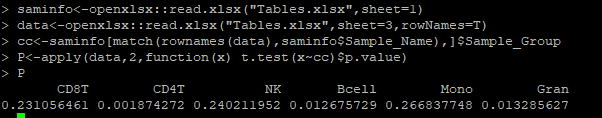 > saminfo<-openxlsx::read.xlsx("Tables.xlsx",sheet=1)
> data<-openxlsx::read.xlsx("Tables.xlsx",sheet=3,rowNames=T)
> cc<-saminfo[match(rownames(data),saminfo$Sample_Name),]$Sample_Group
> P<-apply(data,2,function(x) t.test(x~cc)$p.value)
> P
CD8T CD4T NK Bcell Mono Gran
0.231056461 0.001874272 0.240211952 0.012675729 0.266837748 0.013285627